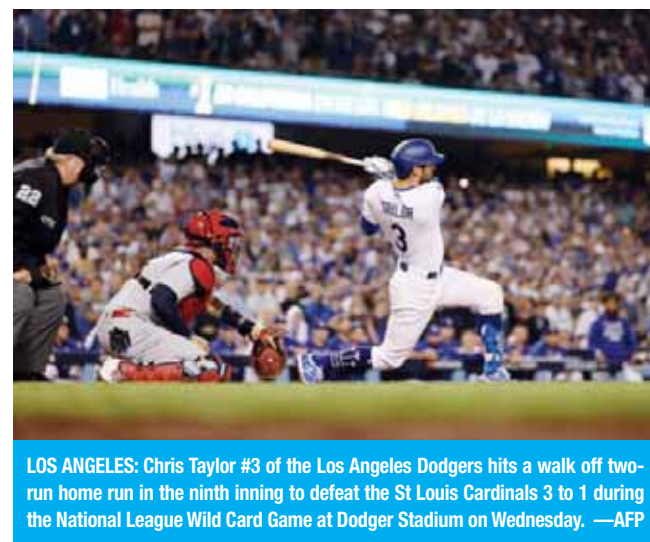 22
TAYLOR
3
LOS ANGELES: Chris Taylor #3 of the Los Angeles Dodgers hits a walk off two-
run home run in the ninth inning to defeat the St Louis Cardinals 3 to 1 during
the National League Wild Card Game at Dodger Stadium on Wednesday. —AFP